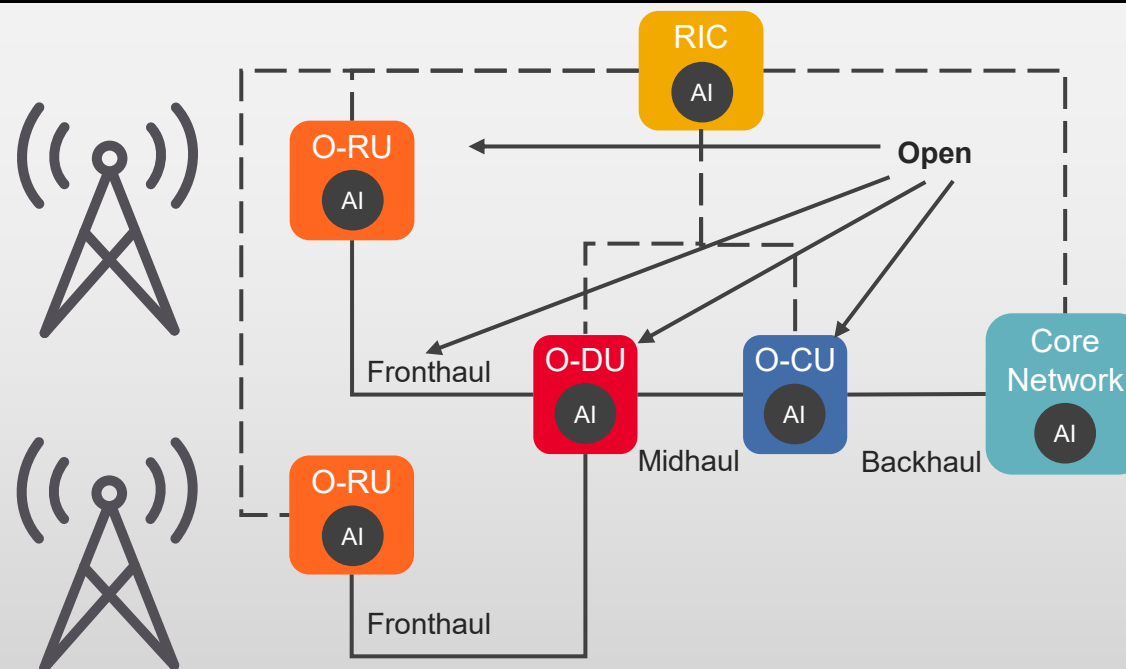 RIC
AI
O-RU
AI
Open
Fronthaul
O-DU
AI
O-CU
AI
Core
Network
AI
Midhaul
Backhaul
O-RU
AI
Fronthaul